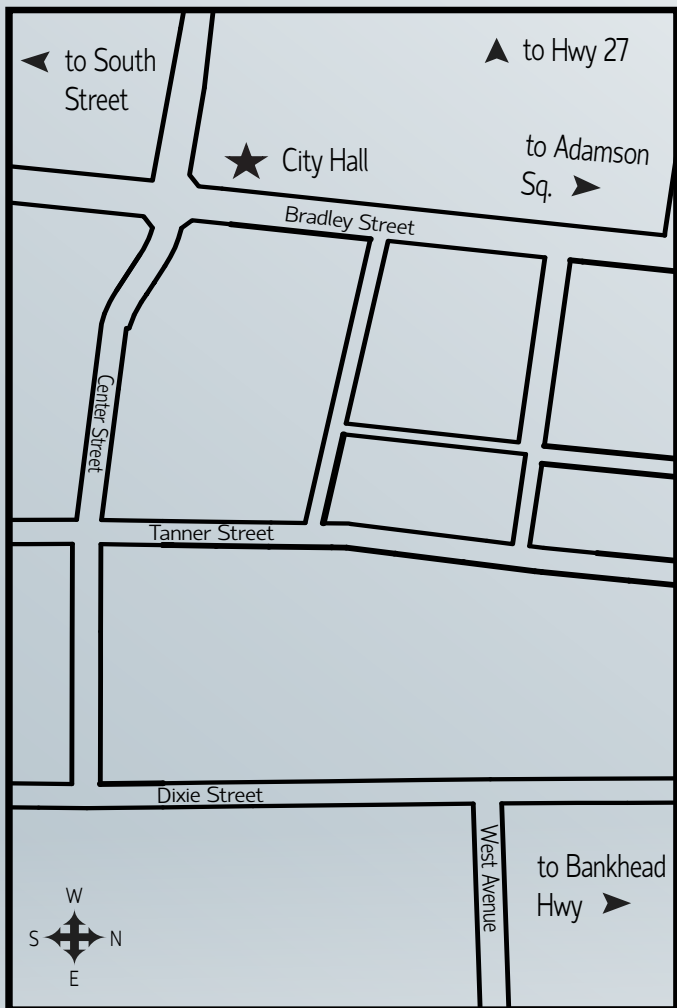 to South
Street
to Hwy 27
City Hall
to Adamson
Sq.
Bradley Street
Center Street
Tanner Street
Dixie Street
West Avenue
to Bankhead
Hwy
W
S N
E